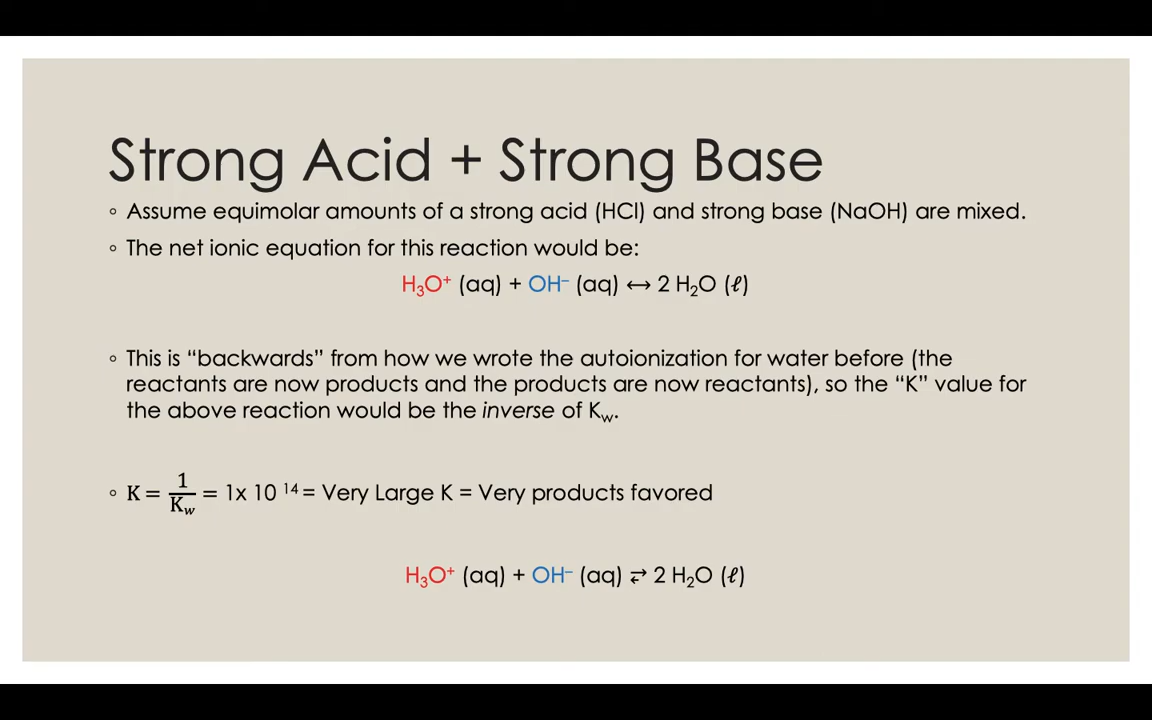 Strong Acid + Strong Base
◦ Assume equimolar amounts of a strong acid (HCl) and strong base (NaOH) are mixed.
◦ The net ionic equation for this reaction would be:
H₃O⁺ (aq) + OH⁻ (aq) ↔ 2 H₂O (ℓ)
◦ This is “backwards” from how we wrote the autoionization for water before (the
reactants are now products and the products are now reactants), so the “K” value for
the above reaction would be the inverse of K_w.
◦ K = 1/K_w = 1x 10 ¹⁴ = Very Large K = Very products favored
H₃O⁺ (aq) + OH⁻ (aq) ⇄ 2 H₂O (ℓ)